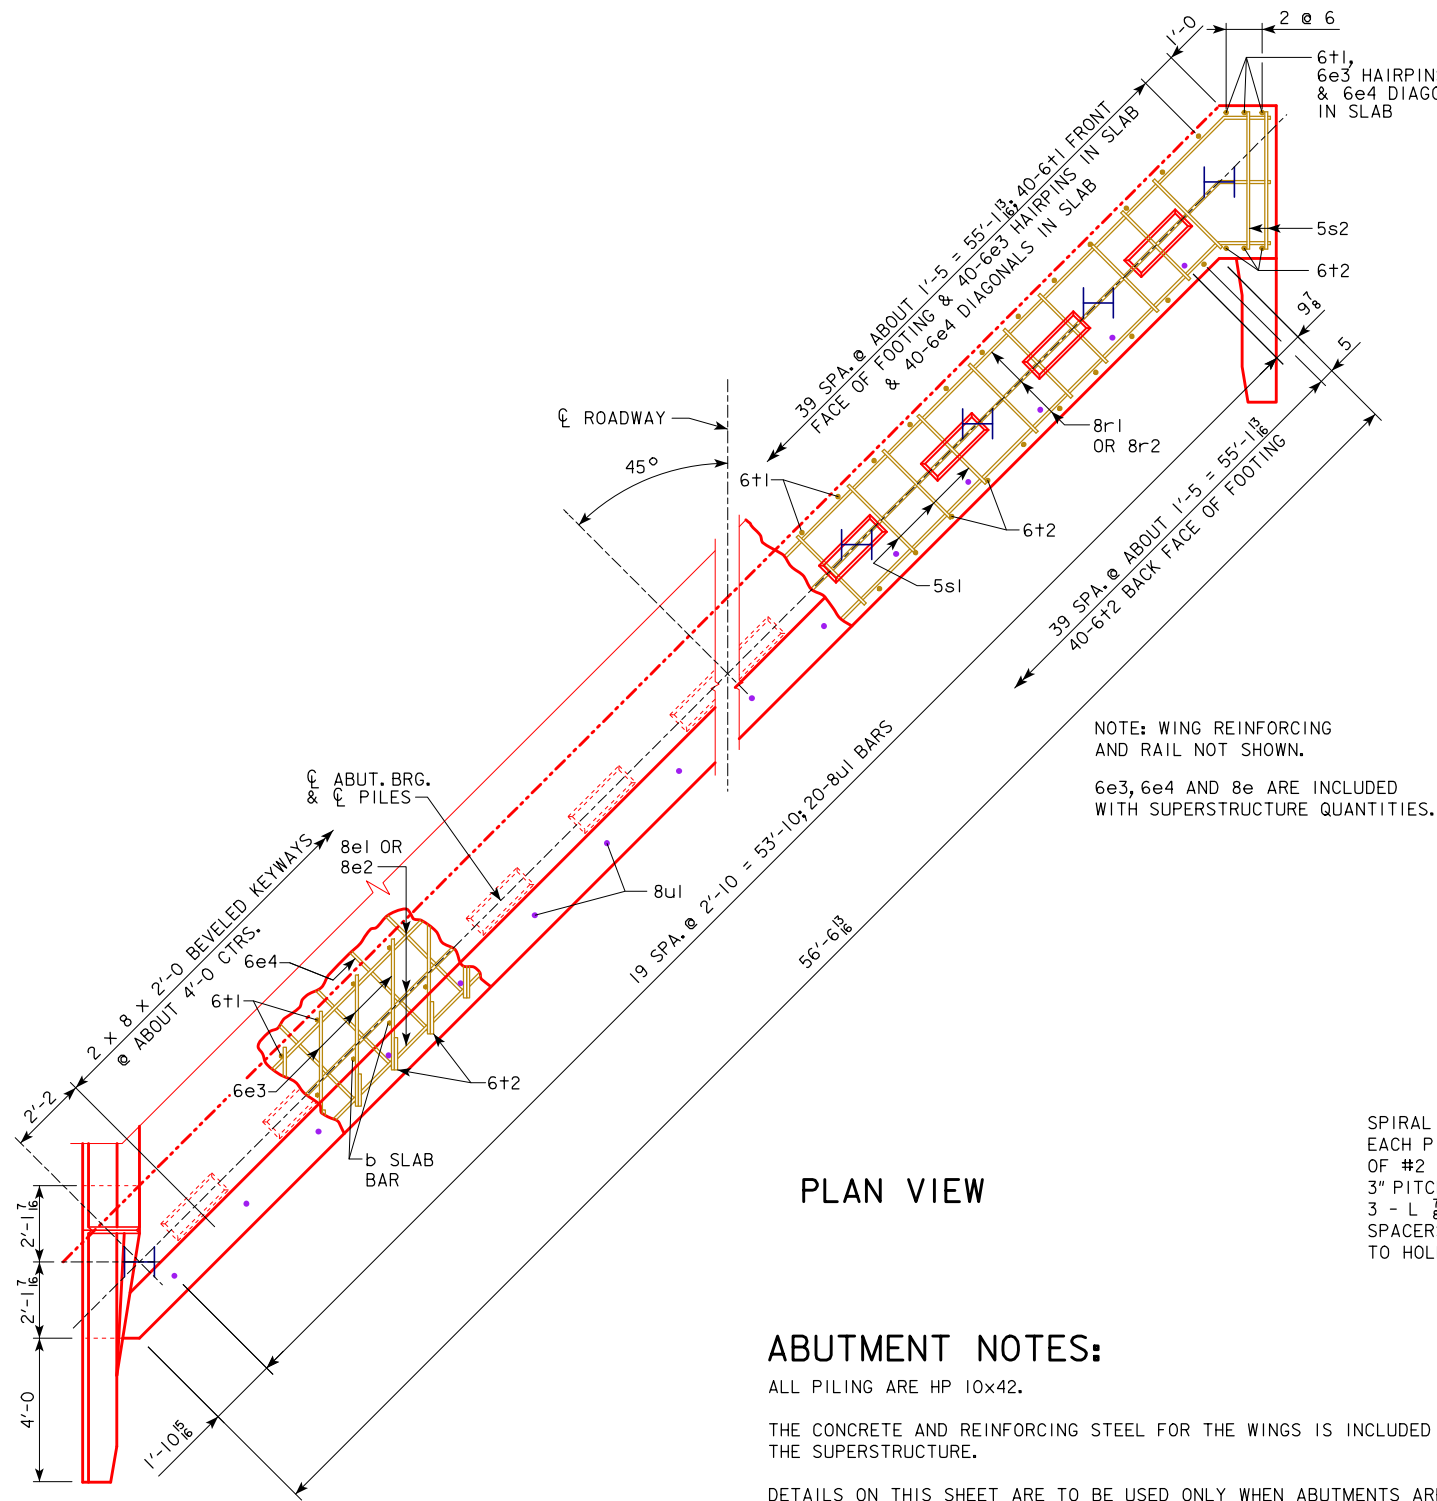 2 @ 6
1'-0
6t1,
6e3 HAIRPIN
& 6e4 DIAG
IN SLAB
39 SPA. @ ABOUT 1'-5 = 55'-1 13/16; 40-6t1 FRONT
FACE OF FOOTING & 40-6e3 HAIRPINS IN SLAB
& 40-6e4 DIAGONALS IN SLAB
5s2
6t2
9 7/8
5
℄ ROADWAY
45°
8r1
OR 8r2
6t1
6t2
5s1
39 SPA. @ ABOUT 1'-5 = 55'-1 13/16
40-6t2 BACK FACE OF FOOTING
NOTE: WING REINFORCING
AND RAIL NOT SHOWN.
6e3, 6e4 AND 8e ARE INCLUDED
WITH SUPERSTRUCTURE QUANTITIES.
℄ ABUT. BRG.
& ℄ PILES
8e1 OR
8e2
8u1
19 SPA. @ 2'-10 = 53'-10; 20-8u1 BARS
56'-6 13/16
2 x 8 x 2'-0 BEVELED KEYWAYS
@ ABOUT 4'-0 CTRS.
6e4
6t1
6e3
6t2
b SLAB
BAR
2'-2
2'-1 7/16
2'-1 7/16
4'-0
1'-10 15/16
PLAN VIEW
SPIRAL
EACH P
OF #2
3" PITC
3 - L 7/8
SPACER
TO HOL
ABUTMENT NOTES:
ALL PILING ARE HP 10x42.
THE CONCRETE AND REINFORCING STEEL FOR THE WINGS IS INCLUDED
THE SUPERSTRUCTURE.
DETAILS ON THIS SHEET ARE TO BE USED ONLY WHEN ABUTMENTS AR